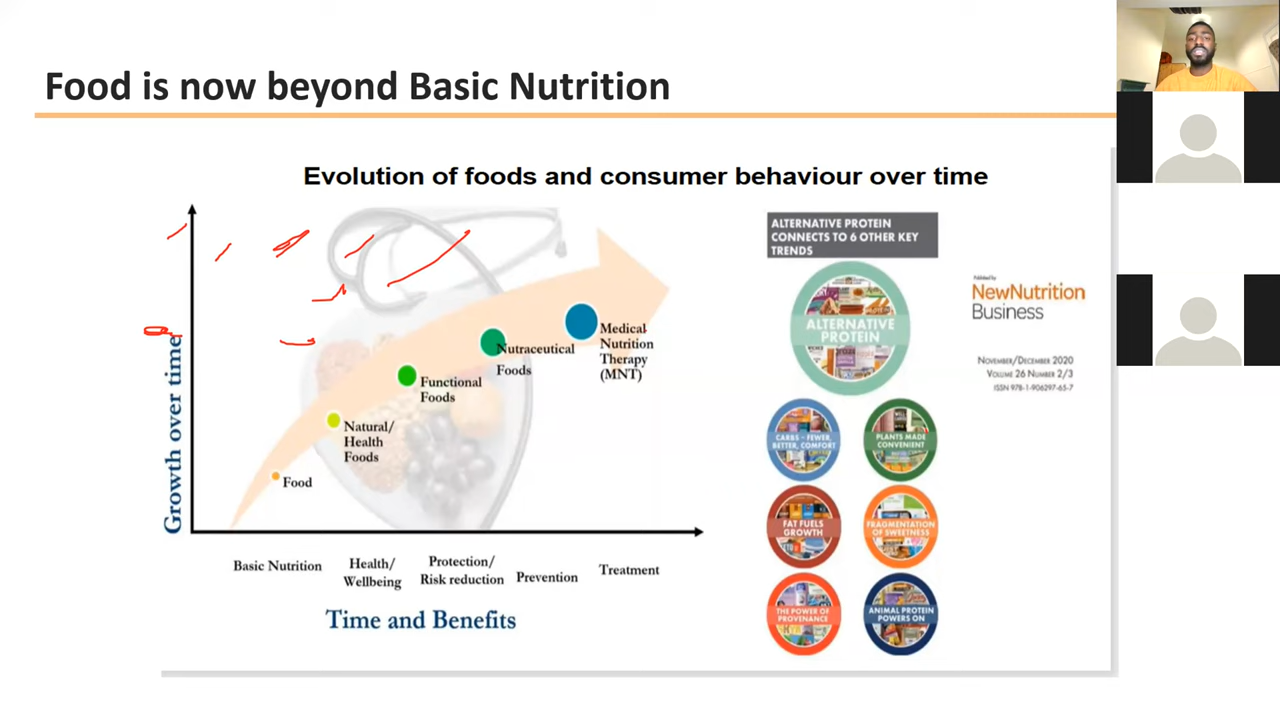 Food is now beyond Basic Nutrition
Evolution of foods and consumer behaviour over time
Growth over time
Food
Natural/
Health
Foods
Functional
Foods
Nutraceutical
Foods
Medical
Nutrition
Therapy
(MNT)
Basic Nutrition
Health/
Wellbeing
Protection/
Risk reduction
Prevention
Treatment
Time and Benefits
ALTERNATIVE PROTEIN
CONNECTS TO 6 OTHER KEY
TRENDS
ALTERNATIVE
PROTEIN
CARBS - FEWER,
BETTER, COMFORT
PLANTS MADE
CONVENIENT
FAT FUELS
GROWTH
FRAGMENTATION
OF SWEETNESS
THE POWER OF
PROVENANCE
ANIMAL PROTEIN
POWERS ON
Published by
NewNutrition
Business
NOVEMBER/DECEMBER 2020
VOLUME 26 NUMBER 2/3
ISSN 978-1-906297-65-7